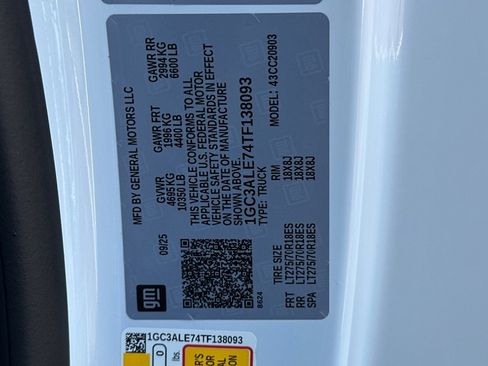 MFD BY GENERAL MOTORS LLC
09/25
GVWR GAWR FRT GAWR RR
4695 KG 1996 KG 2994 KG
10350 LB 4400 LB 6600 LB
THIS VEHICLE CONFORMS TO ALL
APPLICABLE U.S. FEDERAL MOTOR
VEHICLE SAFETY STANDARDS IN EFFECT
ON THE DATE OF MANUFACTURE
SHOWN ABOVE.
1GC3ALE74TF138093
TYPE: TRUCK MODEL: 43CC20903
gm
8624
TIRE SIZE RIM
FRT LT275/70R18ES 18X8J
RR LT275/70R18ES 18X8J
SPA LT275/70R18ES 18X8J
1GC3ALE74TF138093
0
lbs.